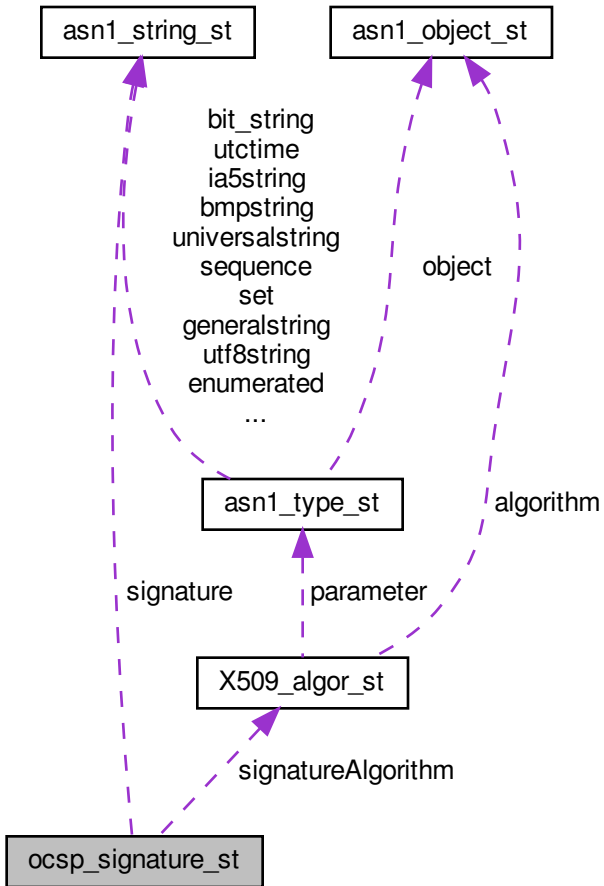 asn1_string_st
asn1_object_st
bit_string
utctime
ia5string
bmpstring
universalstring
sequence
set
generalstring
utf8string
enumerated
...
object
asn1_type_st
algorithm
signature
parameter
X509_algor_st
signatureAlgorithm
ocsp_signature_st